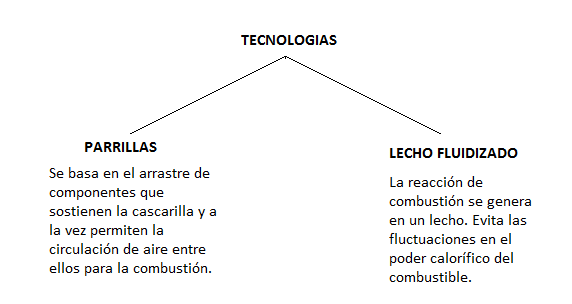 TECNOLOGIAS
PARRILLAS
Se basa en el arrastre de
componentes que
sostienen la cascarilla y a
la vez permiten la
circulación de aire entre
ellos para la combustión.
LECHO FLUIDIZADO
La reacción de
combustión se genera
en un lecho. Evita las
fluctuaciones en el
poder calorífico del
combustible.